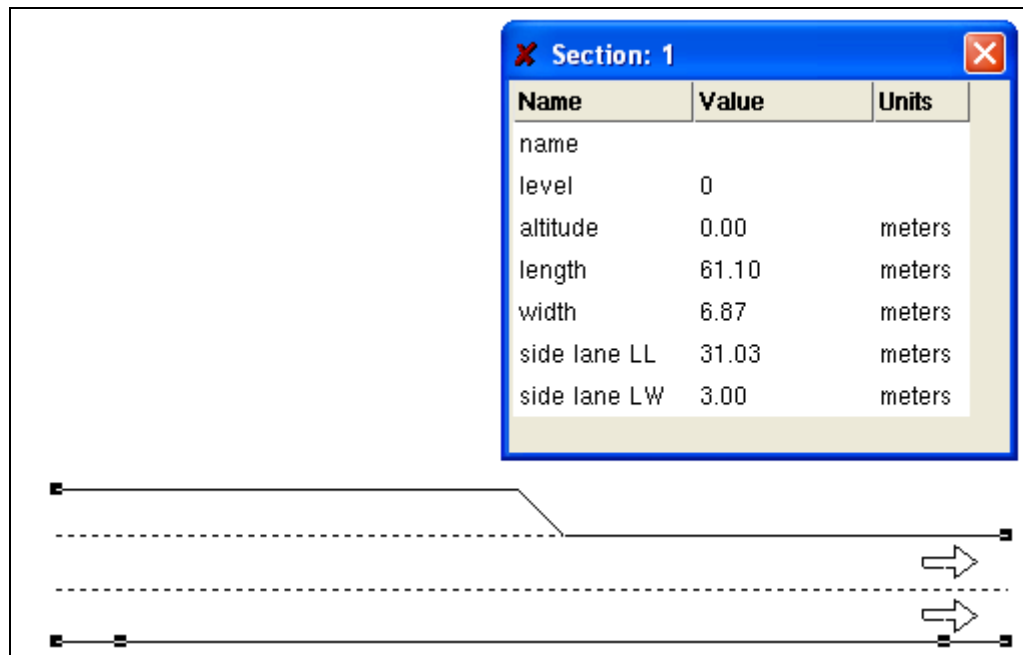 Section: 1
Name Value Units
name
level 0
altitude 0.00 meters
length 61.10 meters
width 6.87 meters
side lane LL 31.03 meters
side lane LW 3.00 meters